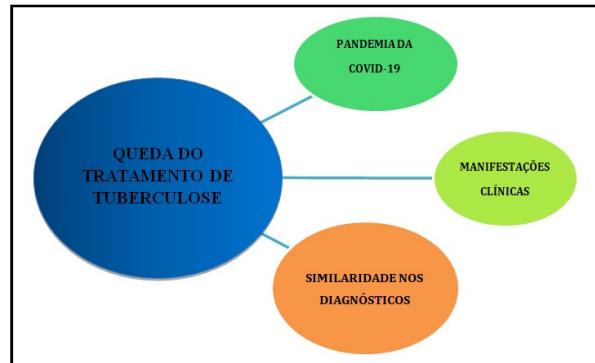 PANDEMIA DA
COVID-19
QUEDA DO
TRATAMENTO DE
TUBERCULOSE
MANIFESTAÇÕES
CLÍNICAS
SIMILARIDADE NOS
DIAGNÓSTICOS